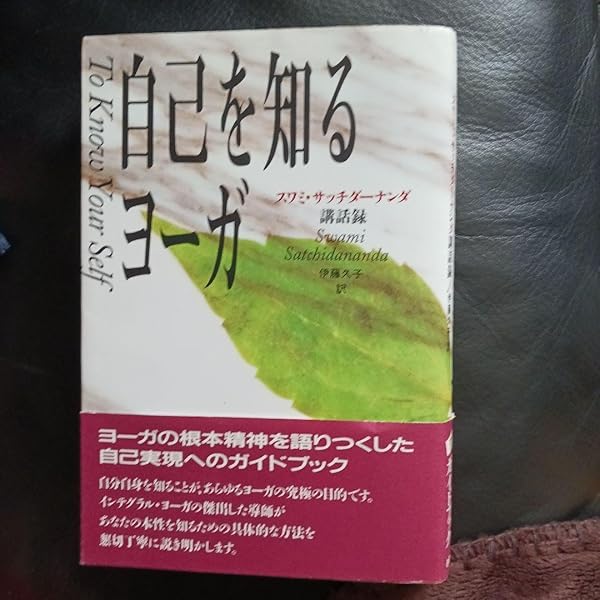 自己を知る
ヨーガ
To Know Your Self
スワミ・サッチダーナンダ
講話録
Swami
Satchidananda
伊藤久子
訳
ヨーガの根本精神を語りつくした
自己実現へのガイドブック
自分自身を知ることが、あらゆるヨーガの究極の目的です。
インテグラル・ヨーガの傑出した導師が
あなたの本性を知るための具体的な方法を
懇切丁寧に説き明かします。